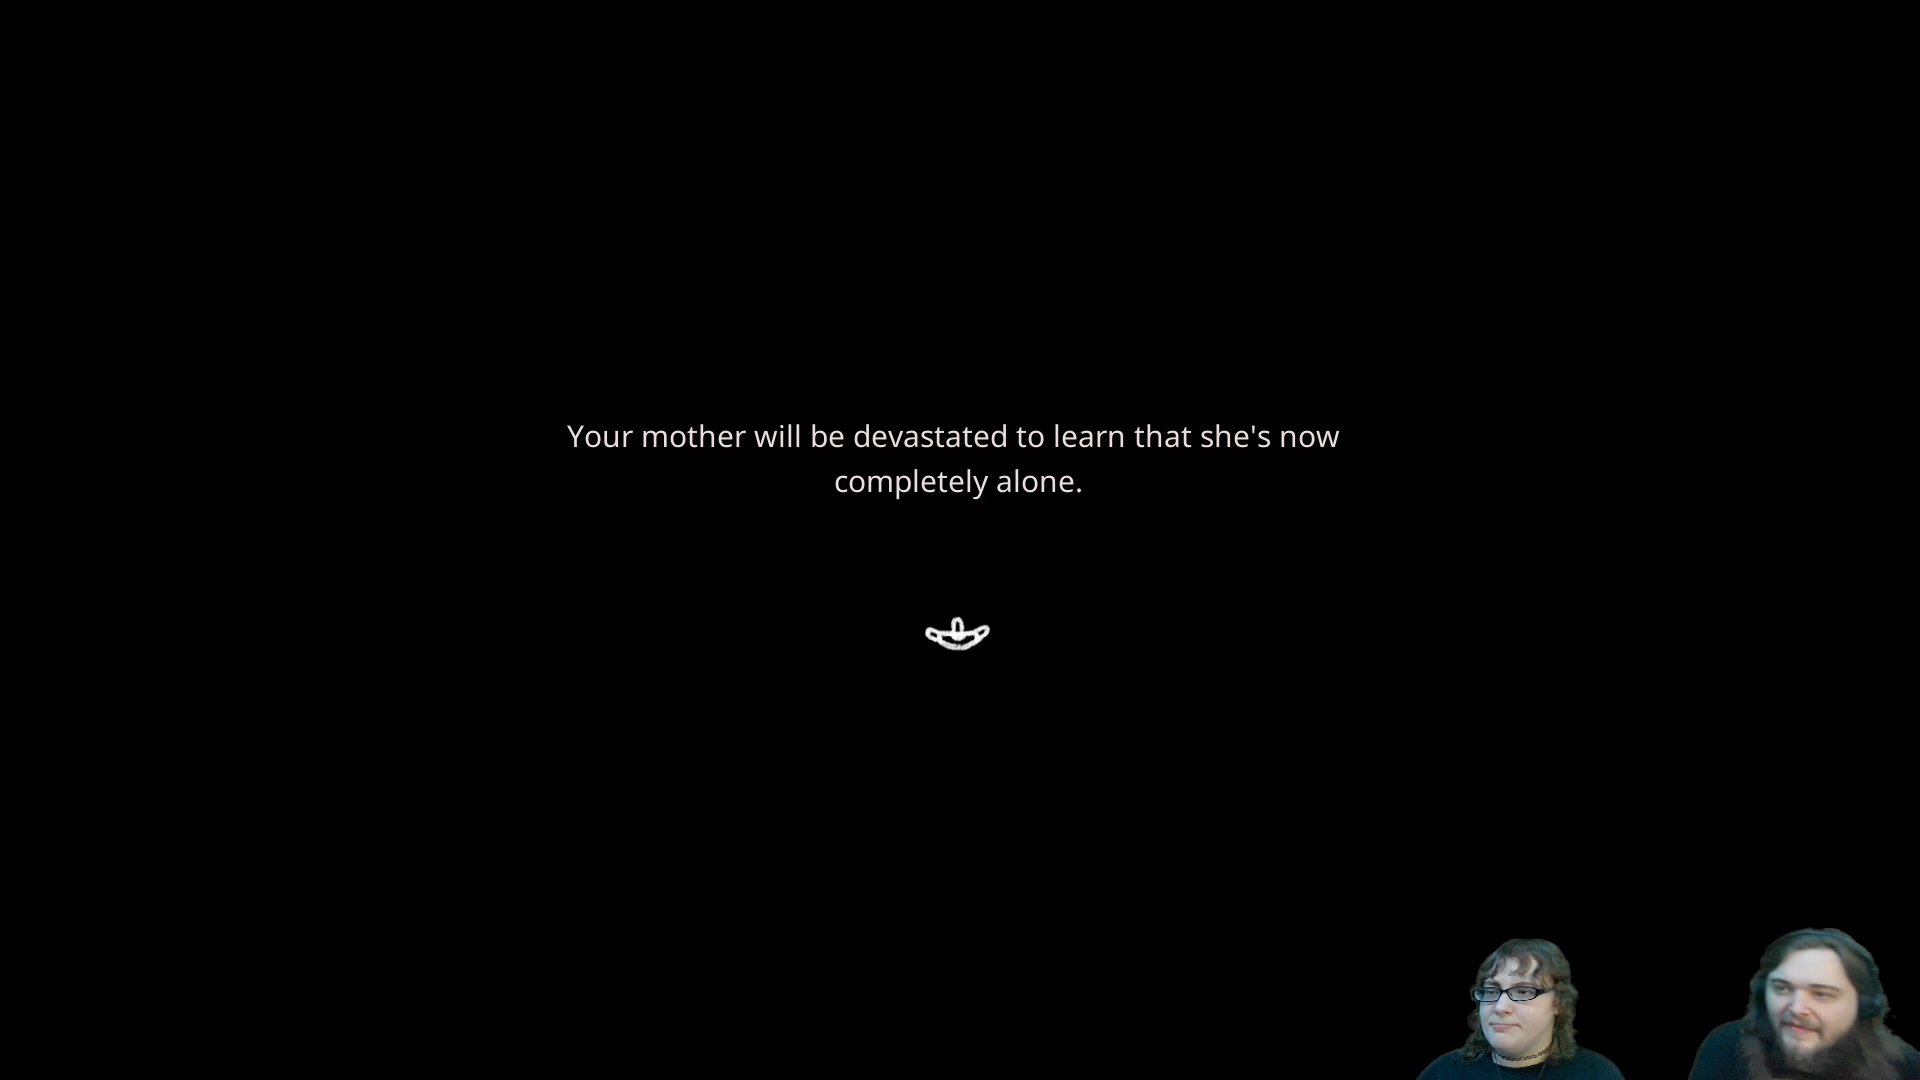 Your mother will be devastated to learn that she's now
completely alone.